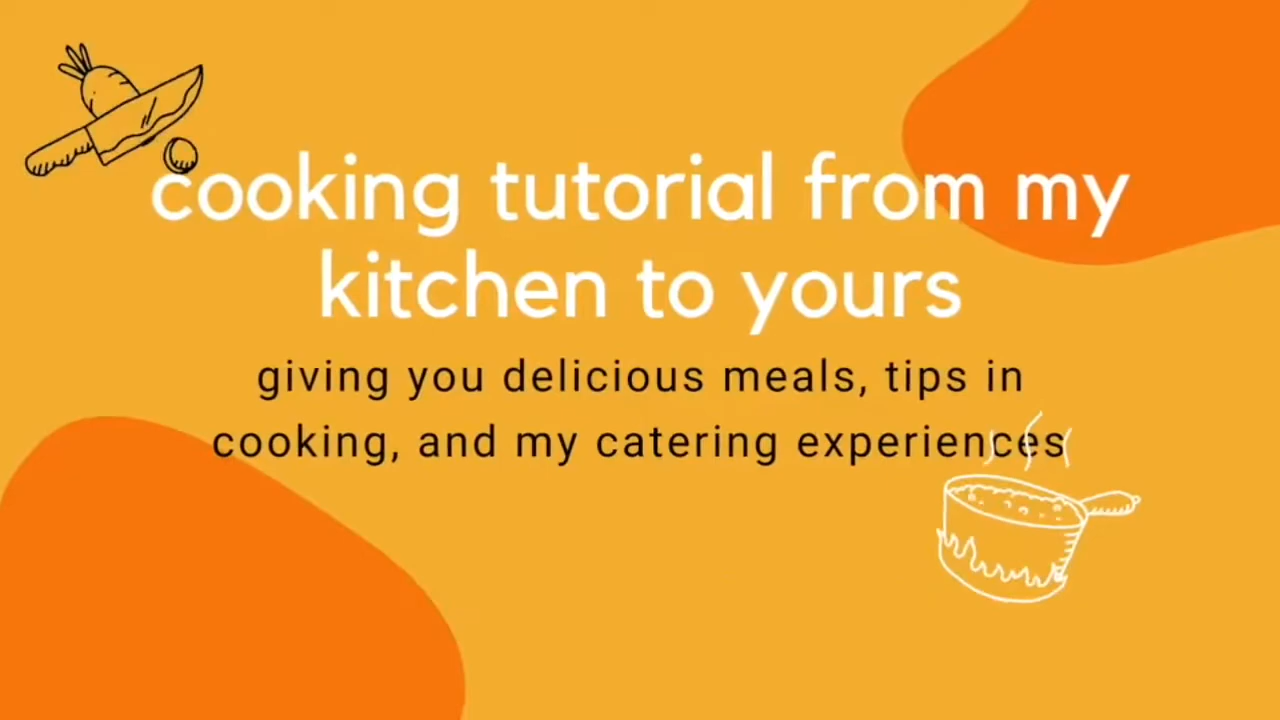 cooking tutorial from my
kitchen to yours
giving you delicious meals, tips in
cooking, and my catering experiences